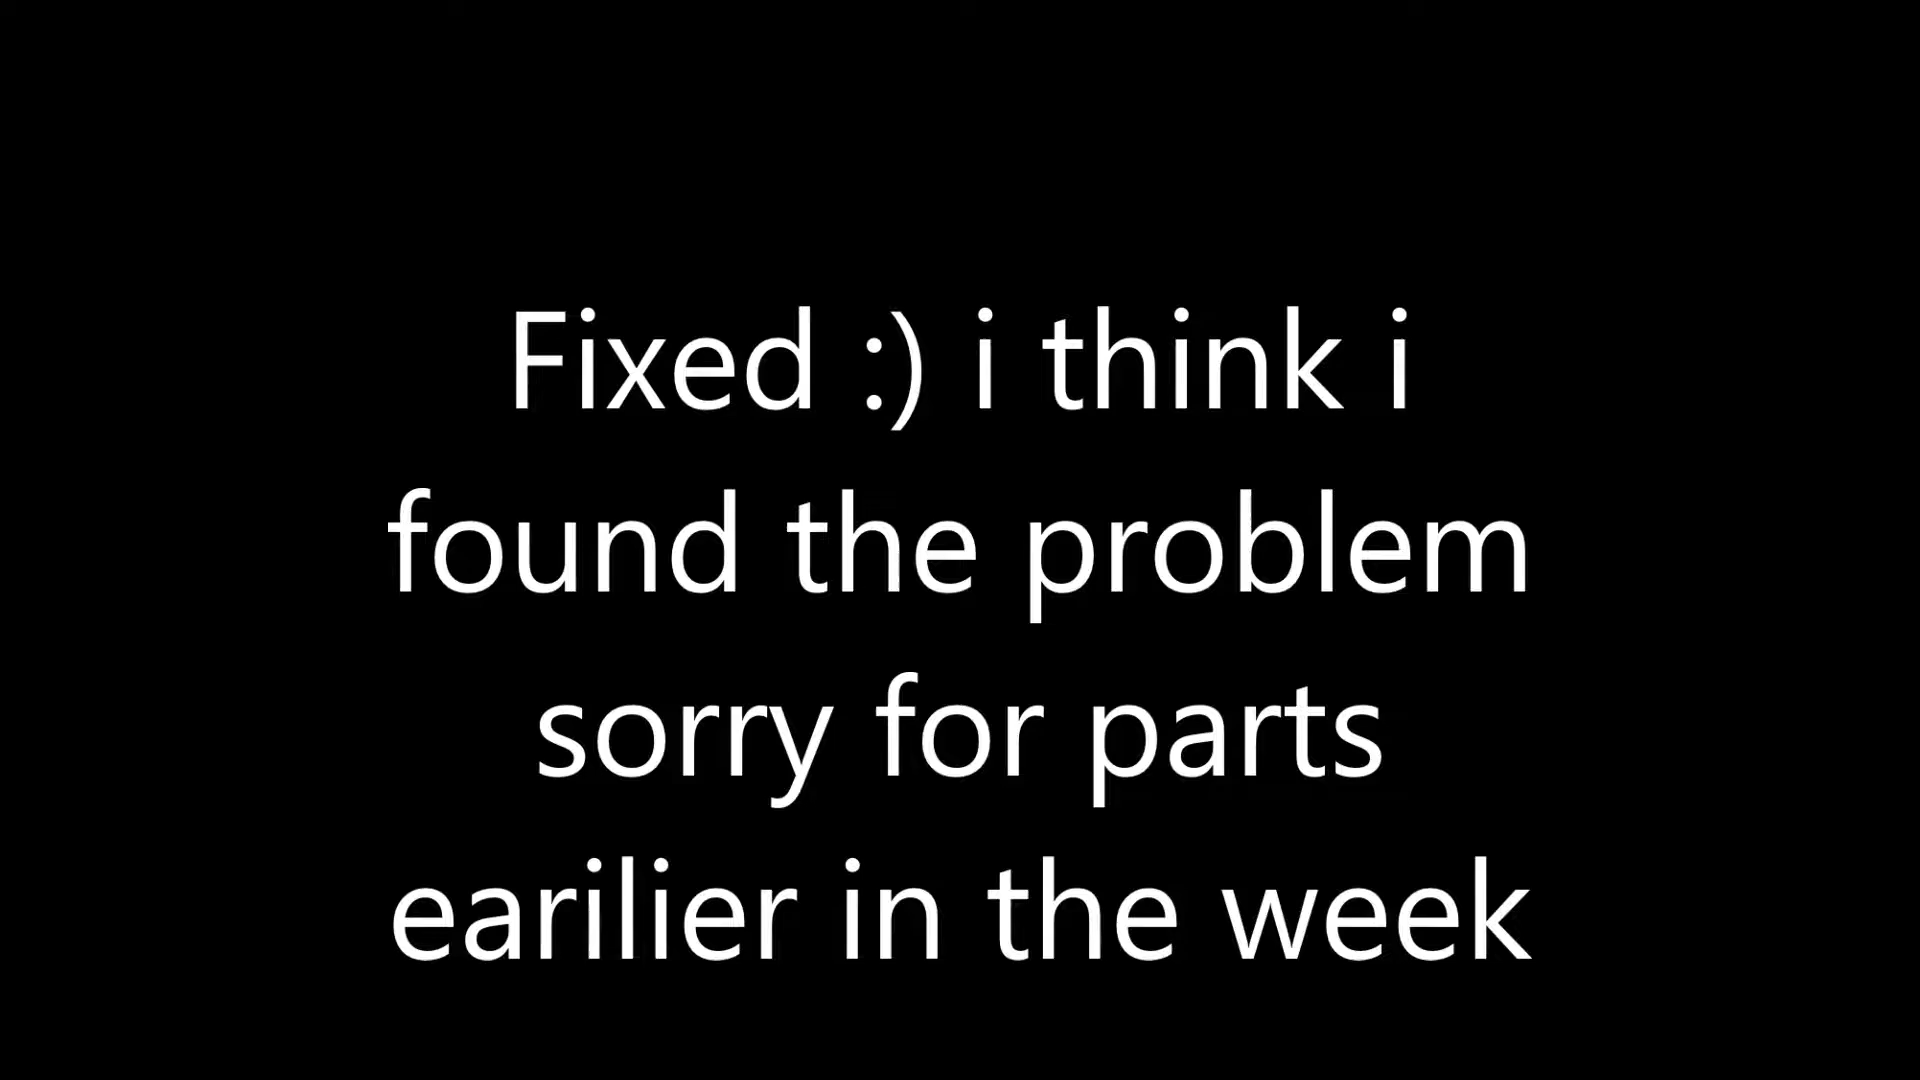 Fixed :) i think i
found the problem
sorry for parts
earilier in the week